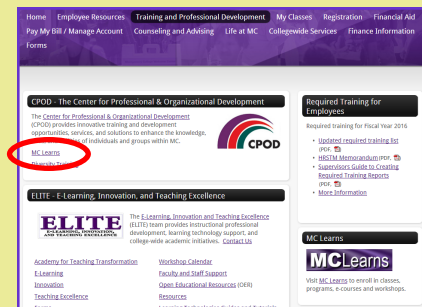 Home Employee Resources Training and Professional Development My Classes Registration Financial Aid
Pay My Bill / Manage Account Counseling and Advising Life at MC Collegewide Services Finance Information
Forms
CPOD - The Center for Professional & Organizational Development
The Center for Professional & Organizational Development
(CPOD) provides innovative training and development
opportunities, services, and solutions to enhance the knowledge,
of individuals and groups within MC.
MC Learns
Diversity
CPOD
Required Training for
Employees
Required training for Fiscal Year 2016
Updated required training list
(PDF,
HRSTM Memorandum (PDF,
Supervisors Guide to Creating
Required Training Reports
(PDF,
More Information
ELITE - E-Learning, Innovation, and Teaching Excellence
ELITE
E-LEARNING, INNOVATION,
AND TEACHING EXCELLENCE
The E-Learning, Innovation and Teaching Excellence
(ELITE) team provides instructional professional
development, learning technology support, and
college-wide academic initiatives. Contact Us
Academy for Teaching Transformation Workshop Calendar
E-Learning Faculty and Staff Support
Innovation Open Educational Resources (OER)
Teaching Excellence Resources
MC Learns
MCLearns
Visit MC Learns to enroll in classes,
programs, e-courses and workshops.